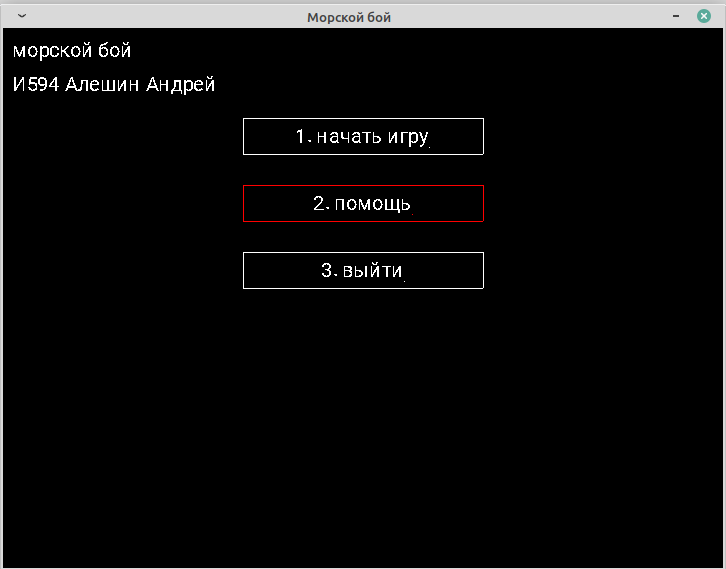 Морской бой
морской бой
И594 Алешин Андрей
1. начать игру
2. помощь
3. выйти